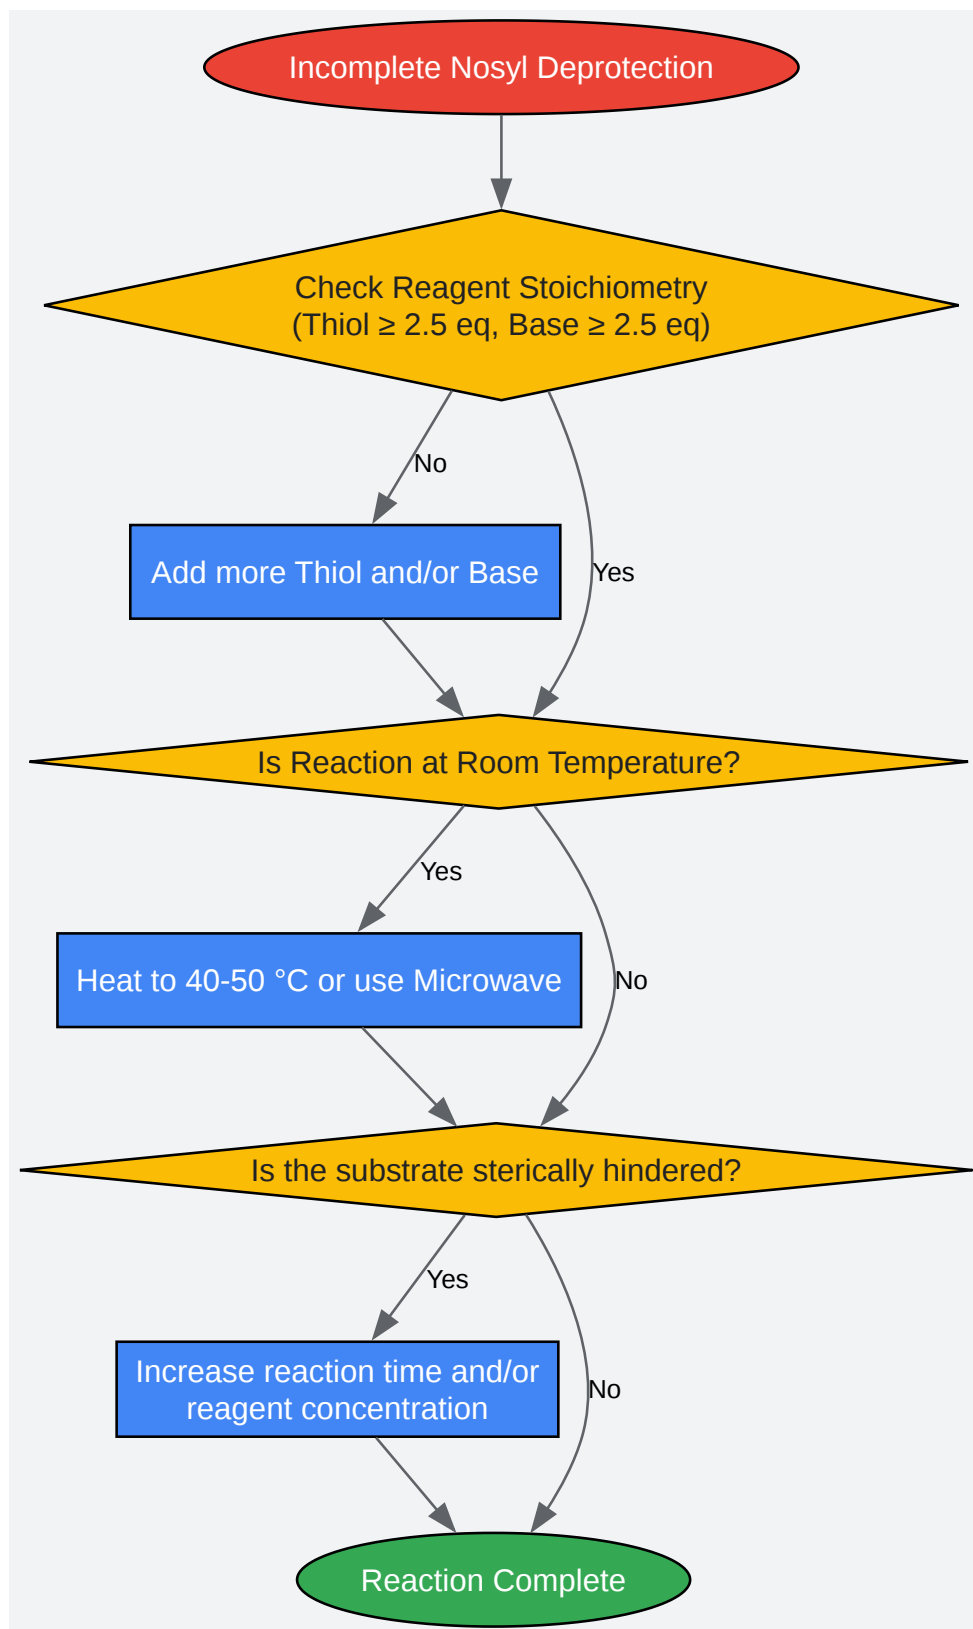 Incomplete Nosyl Deprotection
Check Reagent Stoichiometry
(Thiol ≥ 2.5 eq, Base ≥ 2.5 eq)
No
Add more Thiol and/or Base
Yes
Is Reaction at Room Temperature?
Yes
Heat to 40-50 °C or use Microwave
No
Is the substrate sterically hindered?
Yes
Increase reaction time and/or
reagent concentration
No
Reaction Complete